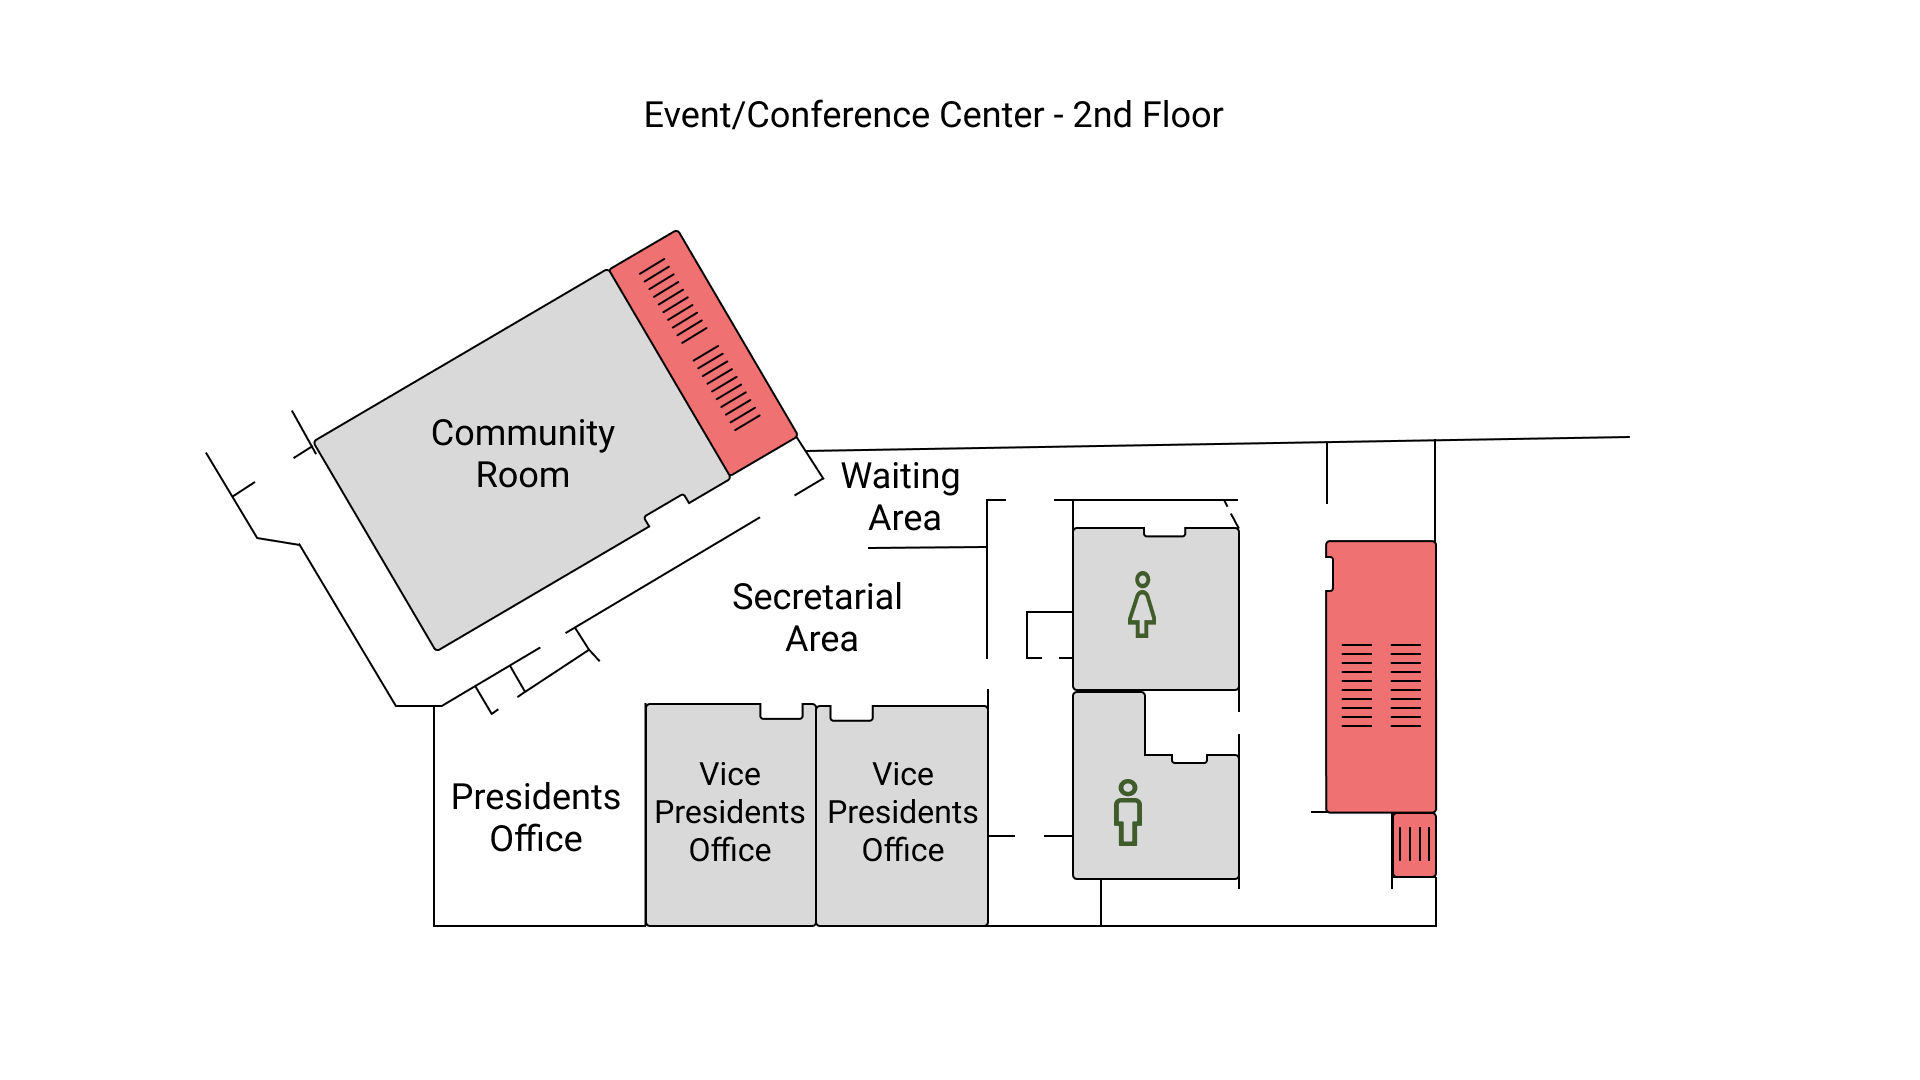 Event/Conference Center - 2nd Floor
Community
Room
Waiting
Area
Secretarial
Area
Presidents
Office
Vice
Presidents
Office
Vice
Presidents
Office